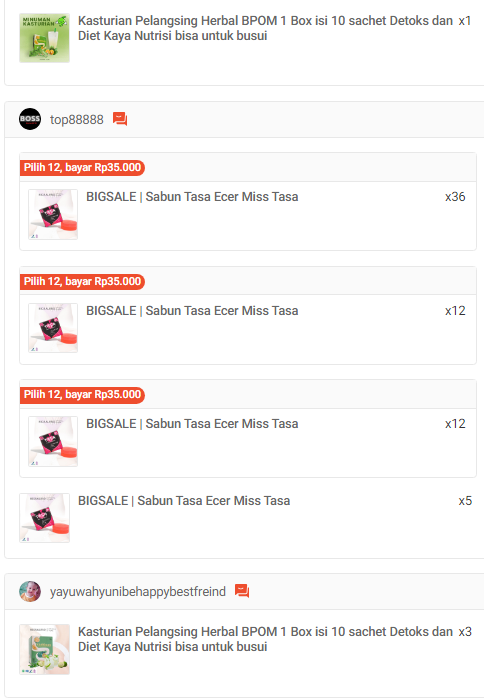 MINUMAN
KASTURIAN
Kasturian Pelangsing Herbal BPOM 1 Box isi 10 sachet Detoks dan x1
Diet Kaya Nutrisi bisa untuk busui
BOSS
top88888
Pilih 12, bayar Rp35.000
BIGSALE | Sabun Tasa Ecer Miss Tasa x36
Pilih 12, bayar Rp35.000
BIGSALE | Sabun Tasa Ecer Miss Tasa x12
Pilih 12, bayar Rp35.000
BIGSALE | Sabun Tasa Ecer Miss Tasa x12
BIGSALE | Sabun Tasa Ecer Miss Tasa x5
yayuwahyunibehappybestfreind
Kasturian Pelangsing Herbal BPOM 1 Box isi 10 sachet Detoks dan x3
Diet Kaya Nutrisi bisa untuk busui